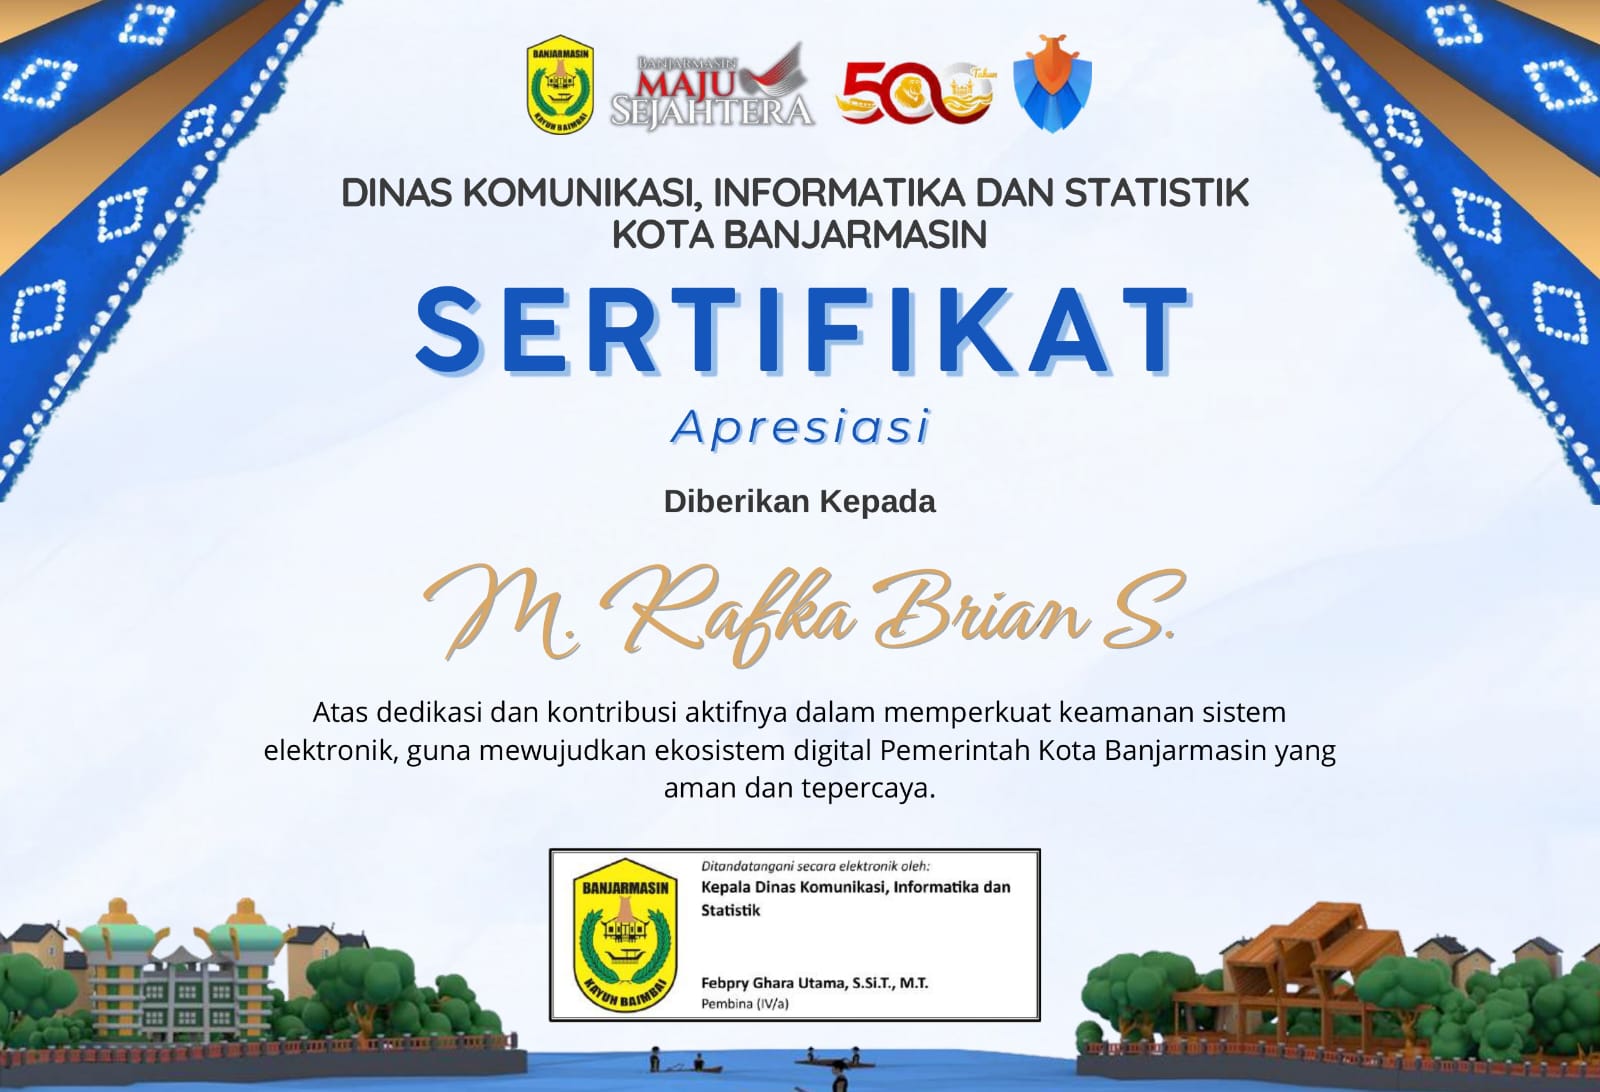 BANJARMASIN
KAYUH BAIMBAI
BANJARMASIN
MAJU
SEJAHTERA
500
Tahun
DINAS KOMUNIKASI, INFORMATIKA DAN STATISTIK
KOTA BANJARMASIN
SERTIFIKAT
Apresiasi
Diberikan Kepada
M. Rafka Brian S.
Atas dedikasi dan kontribusi aktifnya dalam memperkuat keamanan sistem
elektronik, guna mewujudkan ekosistem digital Pemerintah Kota Banjarmasin yang
aman dan tepercaya.
BANJARMASIN
KAYUH BAIMBAI
Ditandatangani secara elektronik oleh:
Kepala Dinas Komunikasi, Informatika dan
Statistik
Febpry Ghara Utama, S.Si.T., M.T.
Pembina (IV/a)